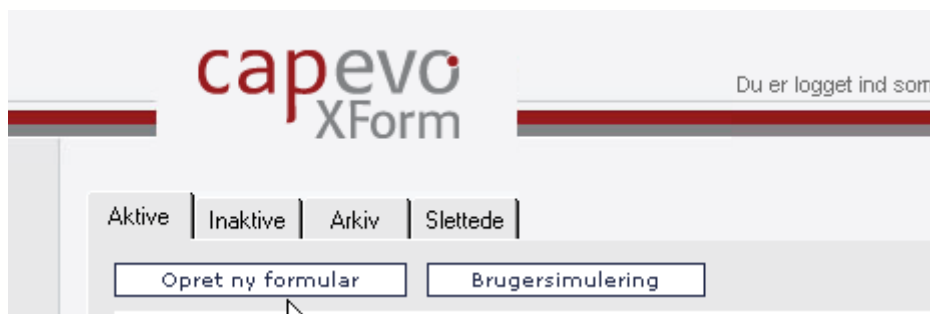 capevo
XForm
Du er logget ind som
Aktive Inaktive Arkiv Slettede
Opret ny formular Brugersimulering